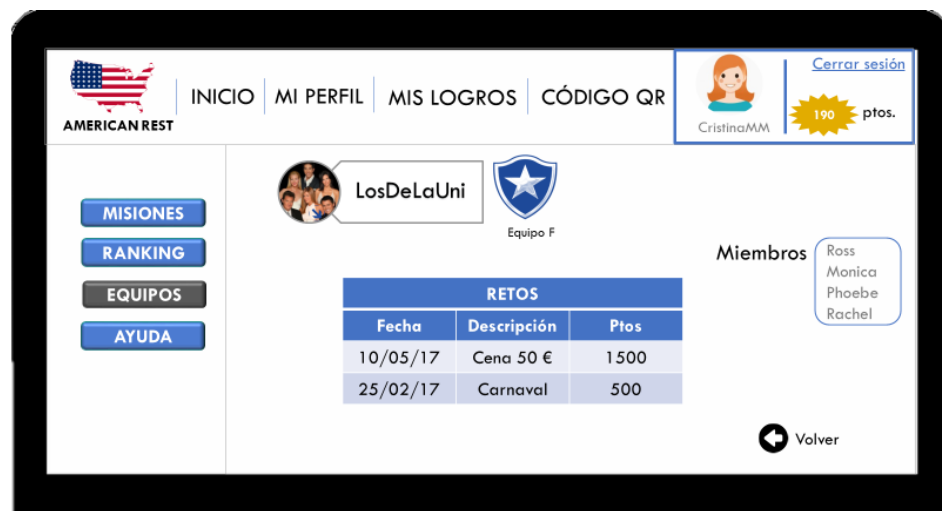 AMERICAN REST
INICIO
MI PERFIL
MIS LOGROS
CÓDIGO QR
CristinaMM
Cerrar sesión
190 ptos.
MISIONES
RANKING
EQUIPOS
AYUDA
LosDeLaUni
Equipo F
RETOS
Fecha Descripción Ptos
10/05/17 Cena 50 € 1500
25/02/17 Carnaval 500
Miembros
Ross
Monica
Phoebe
Rachel
Volver